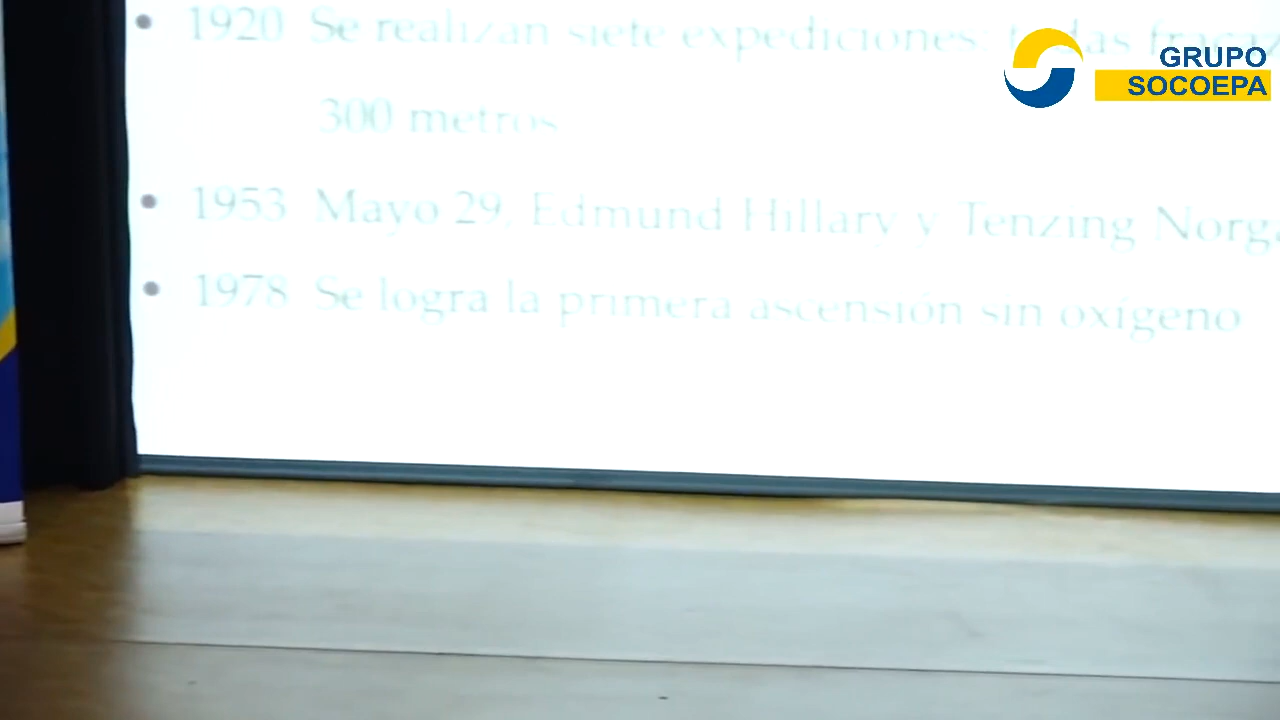 GRUPO
SOCOEPA
1920 Se realizan siete expediciones:
300 metros
1953 Mayo 29, Edmund Hillary y Tenzing
1978 Se logra la primera ascensión sin oxígeno